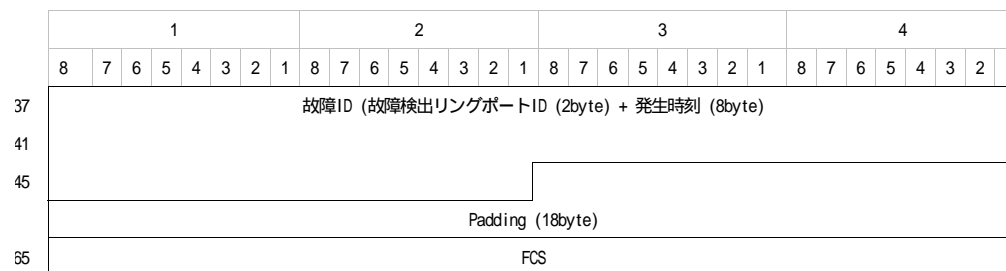 1 2 3 4
8 7 6 5 4 3 2 1 8 7 6 5 4 3 2 1 8 7 6 5 4 3 2 1 8 7 6 5 4 3 2
37 故障ID (故障検出リングポートID (2byte) + 発生時刻 (8byte)
41
45
Padding (18byte)
65 FCS